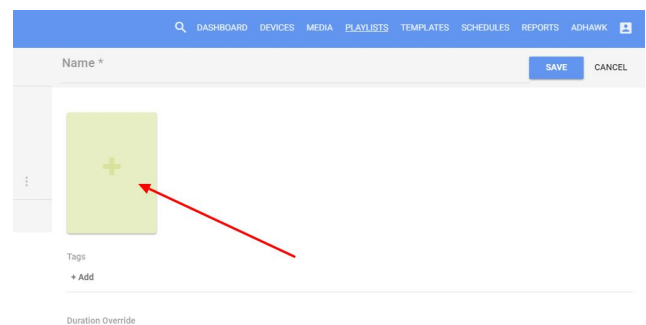 DASHBOARD DEVICES MEDIA PLAYLISTS TEMPLATES SCHEDULES REPORTS ADHAWK
Name * SAVE CANCEL
Tags
+ Add
Duration Override